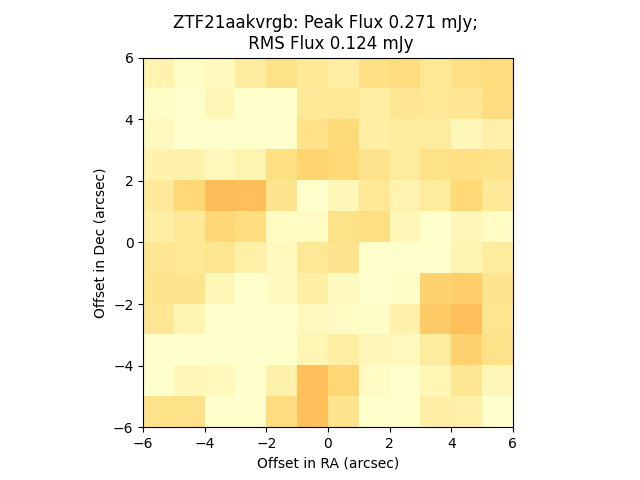 ZTF21aakvrgb: Peak Flux 0.271 mJy;
RMS Flux 0.124 mJy
6
4
2
0
−2
−4
−6
Offset in Dec (arcsec)
−6 −4 −2 0 2 4 6
Offset in RA (arcsec)